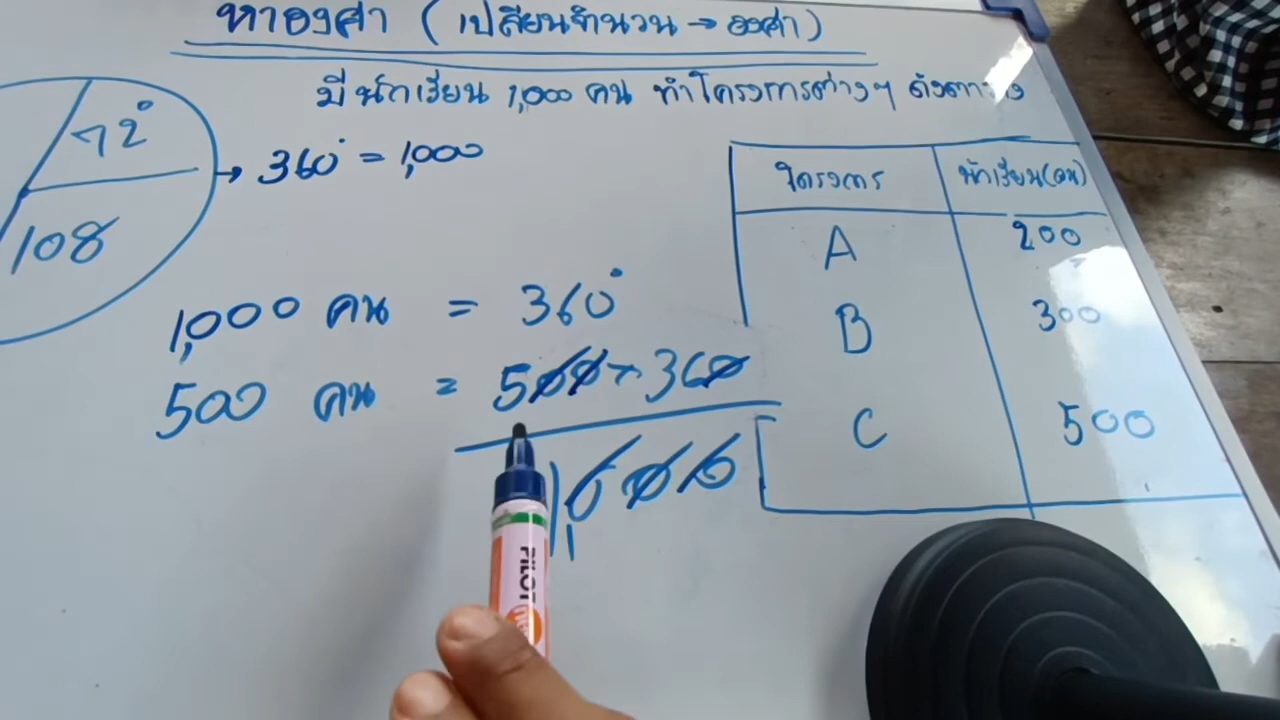 หาองศา (เปลี่ยนจำนวน → องศา)
มีนักเรียน 1,000 คน ทำโครงการต่างๆ ดังตาราง
72°
108
→ 360° = 1,000
โครงการ นักเรียน(คน)
A 200
B 300
C 500
1,000 คน = 360°
500 คน = 500 × 360
1,000
PILOT